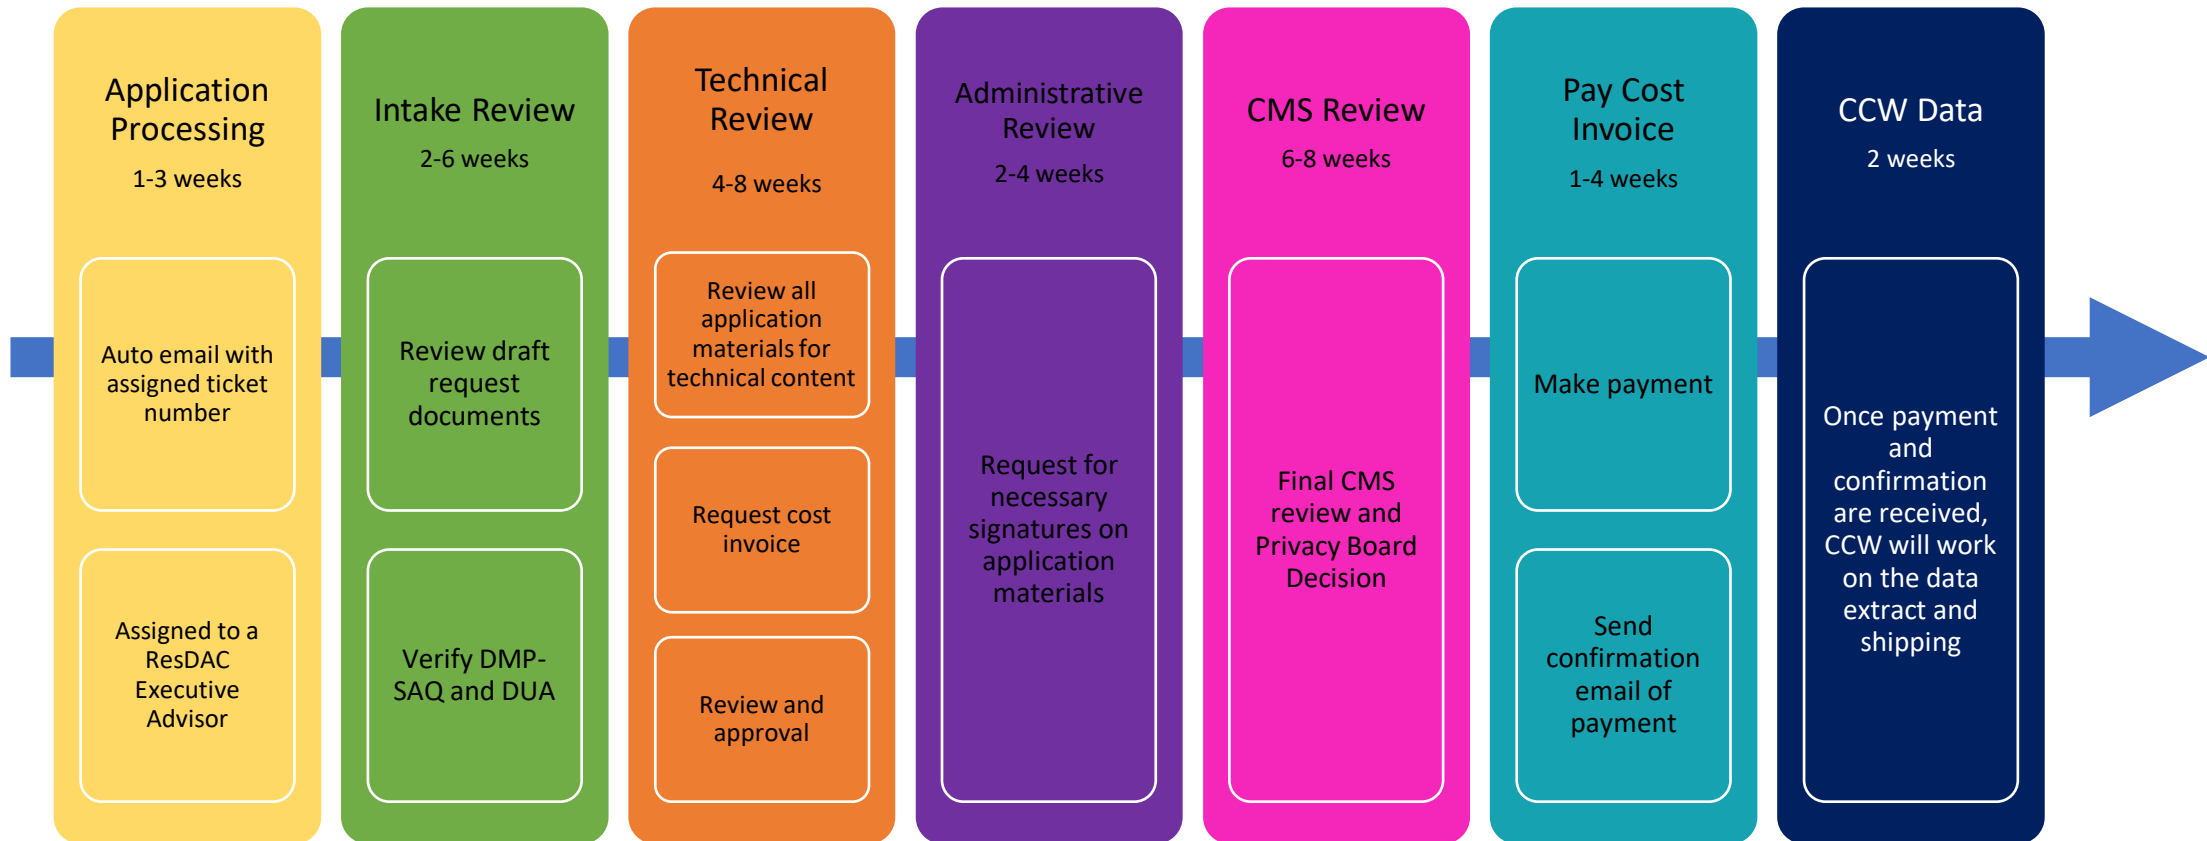 Application
Processing
1-3 weeks
Auto email with
assigned ticket
number
Assigned to a
ResDAC
Executive
Advisor
Intake Review
2-6 weeks
Review draft
request
documents
Verify DMP-
SAQ and DUA
Technical
Review
4-8 weeks
Review all
application
materials for
technical content
Request cost
invoice
Review and
approval
Administrative
Review
2-4 weeks
Request for
necessary
signatures on
application
materials
CMS Review
6-8 weeks
Final CMS
review and
Privacy Board
Decision
Pay Cost
Invoice
1-4 weeks
Make payment
Send
confirmation
email of
payment
CCW Data
2 weeks
Once payment
and
confirmation
are received,
CCW will work
on the data
extract and
shipping